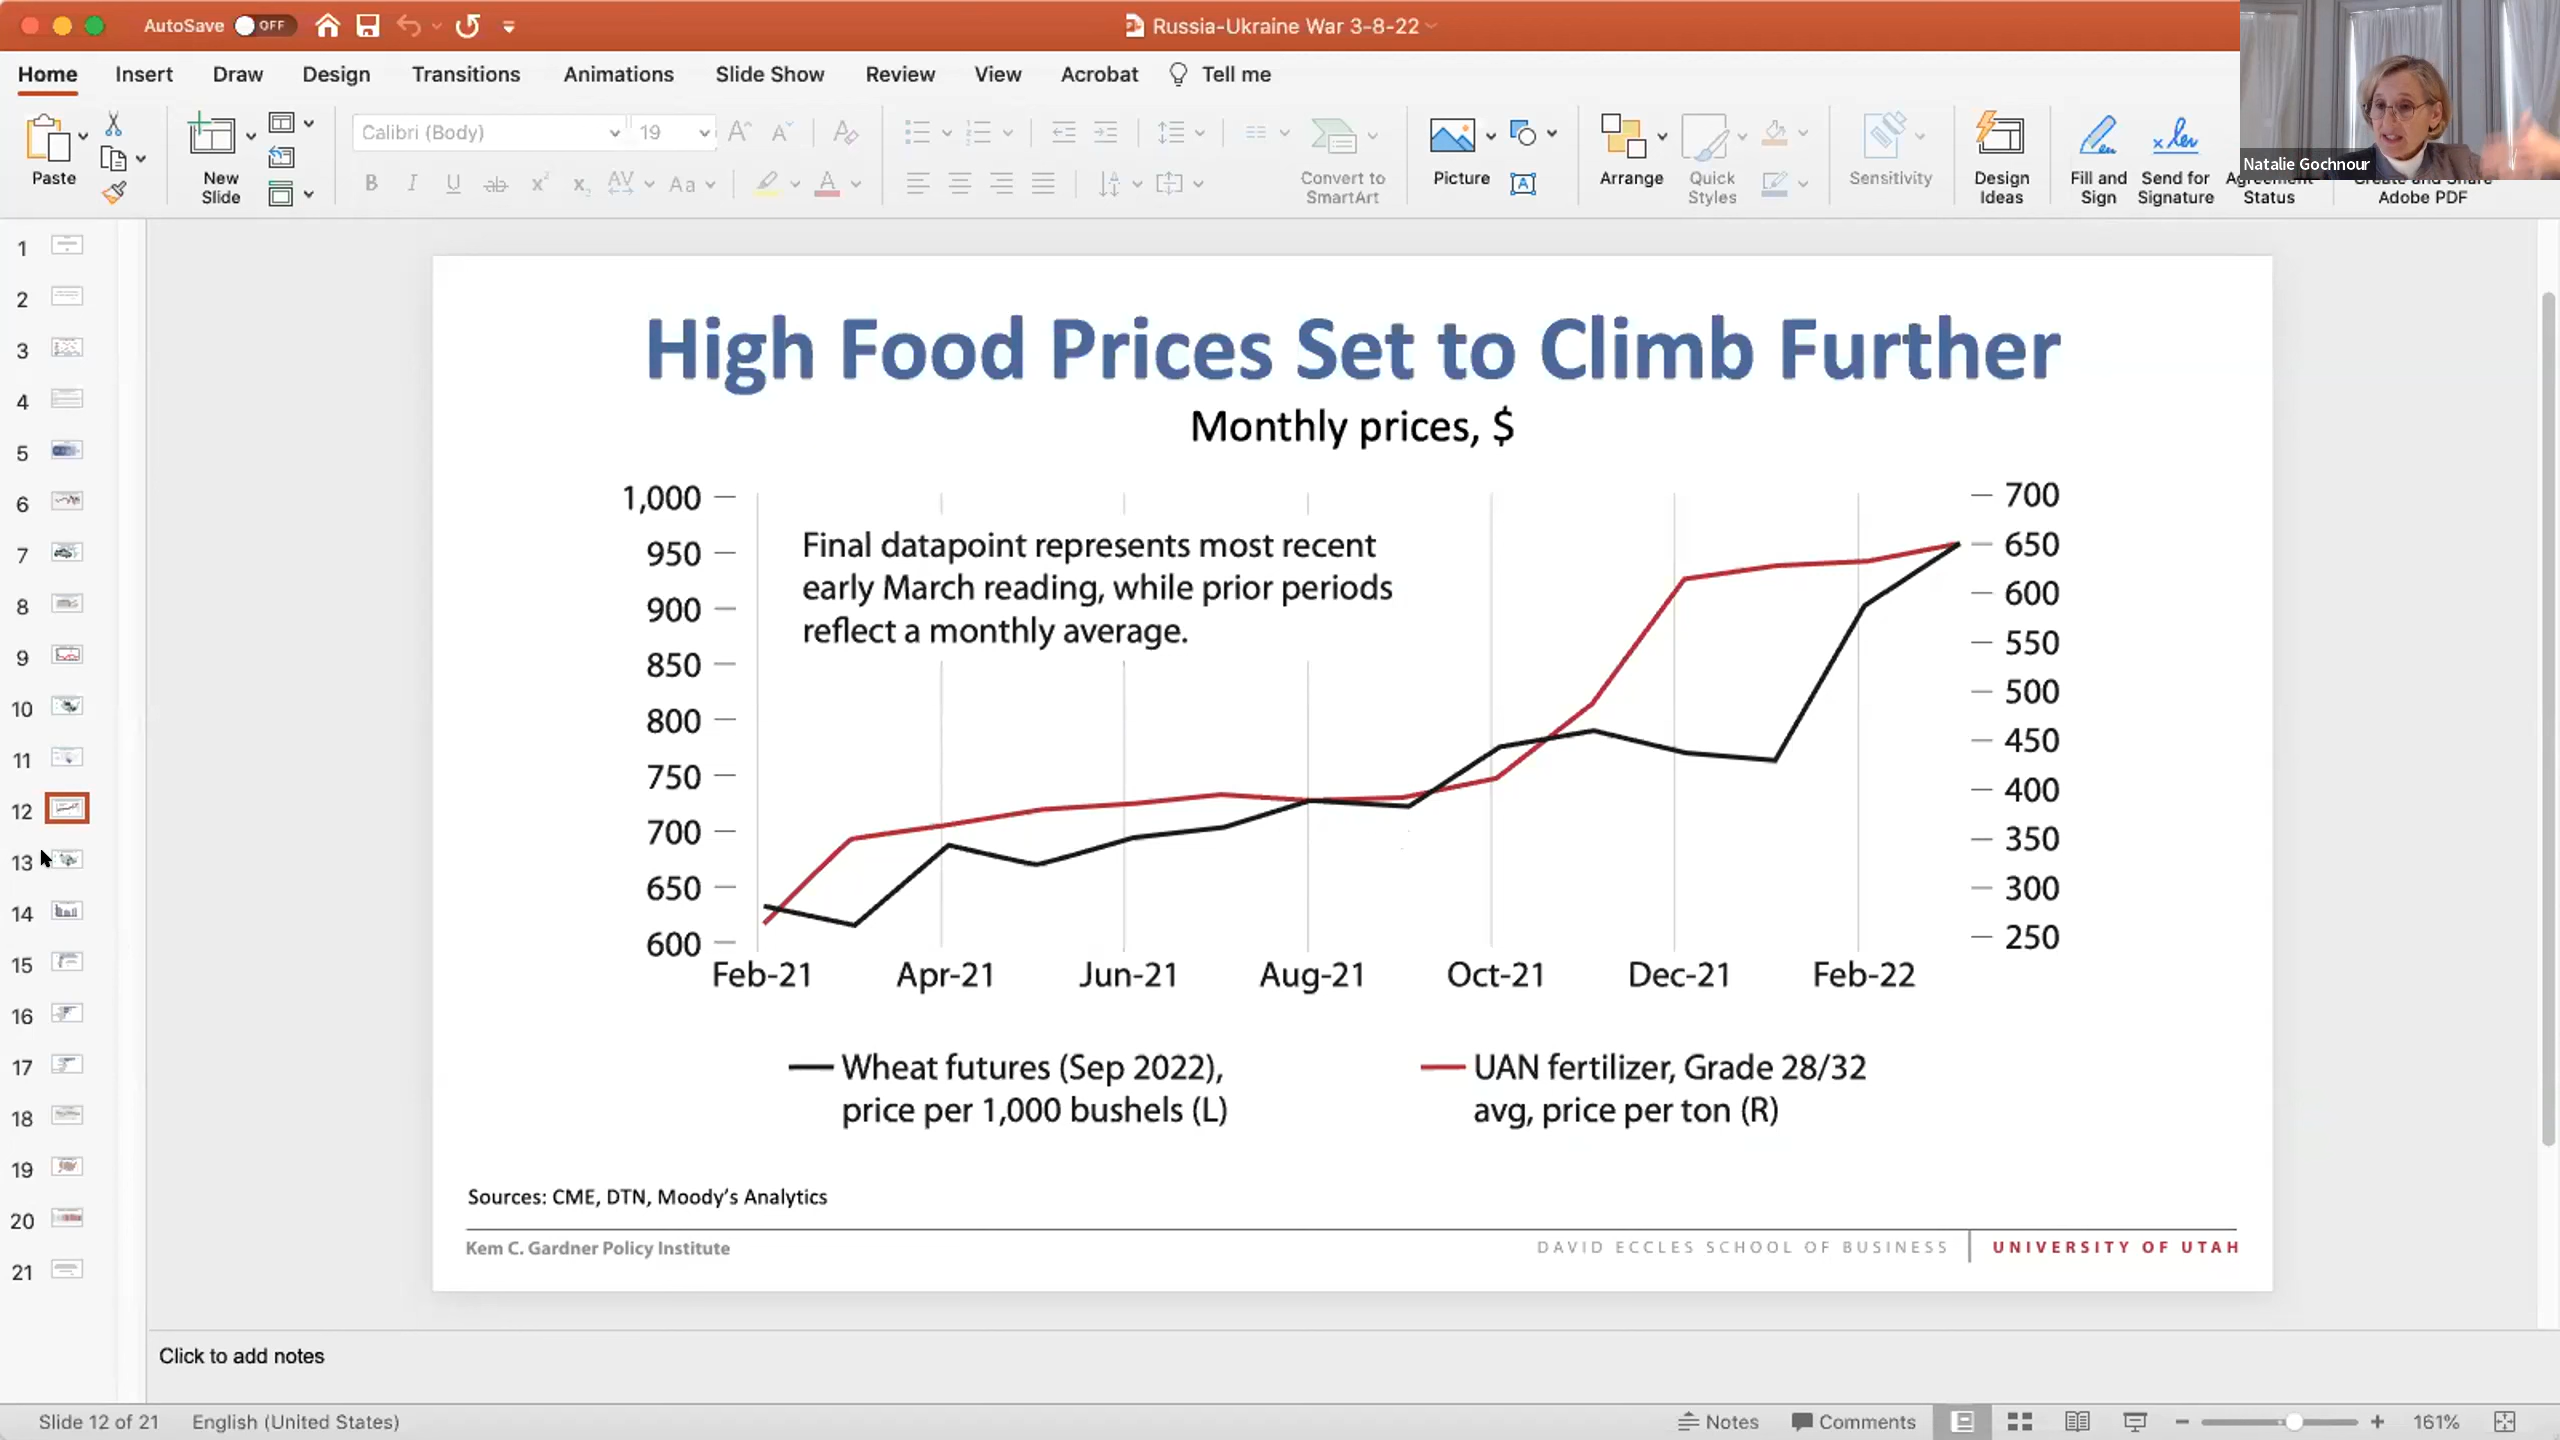 AutoSave OFF
Russia-Ukraine War 3-8-22
Home Insert Draw Design Transitions Animations Slide Show Review View Acrobat Tell me
Paste
New
Slide
Calibri (Body) 19
Convert to
SmartArt
Picture
Arrange
Quick
Styles
Sensitivity
Design
Ideas
Fill and
Sign
Send for
Signature
Agreement
Status
Create and Share
Adobe PDF
Natalie Gochnour
1
2
3
4
5
6
7
8
9
10
11
12
13
14
15
16
17
18
19
20
21
High Food Prices Set to Climb Further
Monthly prices, $
1,000
950
900
850
800
750
700
650
600
Final datapoint represents most recent
early March reading, while prior periods
reflect a monthly average.
700
650
600
550
500
450
400
350
300
250
Feb-21 Apr-21 Jun-21 Aug-21 Oct-21 Dec-21 Feb-22
Wheat futures (Sep 2022),
price per 1,000 bushels (L)
UAN fertilizer, Grade 28/32
avg, price per ton (R)
Sources: CME, DTN, Moody's Analytics
Kem C. Gardner Policy Institute
DAVID ECCLES SCHOOL OF BUSINESS UNIVERSITY OF UTAH
Click to add notes
Slide 12 of 21 English (United States) Notes Comments 161%